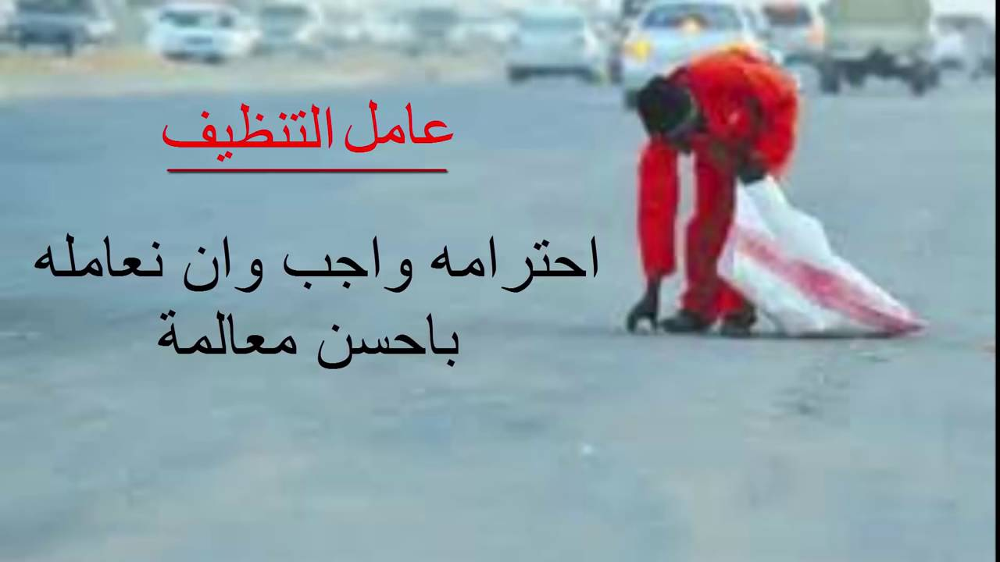 عامل التنظيف
احترامه واجب وان نعامله
باحسن معالمة